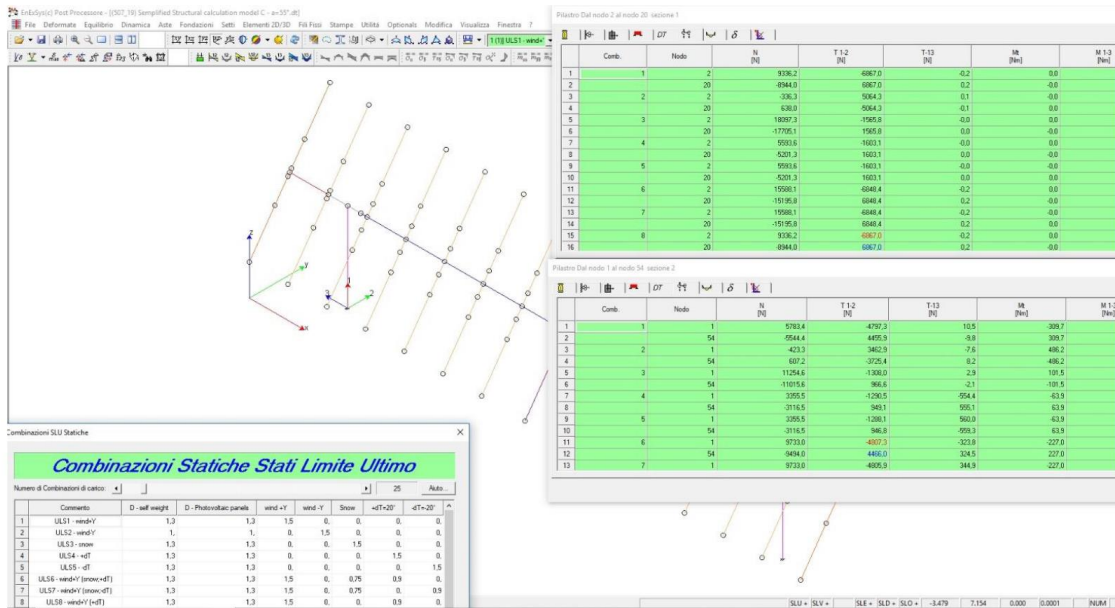 EnExSys(c) Post Processore - [(507_19) Semplified Structural calculation model C - a=55°.dt]
File Deformate Equilibrio Dinamica Aste Fondazioni Setti Elementi 2D/3D Fili Fissi Stampe Utilità Optionals Modifica Visualizza Finestra ?
1 (1)| ULS1 - wind+Y
z
y
x
1
2
3
Pilastro Dal nodo 2 al nodo 20 sezione 1
DT δ
Comb. Nodo N [N] T 1-2 [N] T-13 [N] Mt [Nm] M 1-3 [Nm]
1 1 2 9336,2 -6867,0 -0,2 0,0
2 20 -8944,0 6867,0 0,2 -0,0
3 2 2 -336,3 5064,3 0,1 -0,0
4 20 638,0 -5064,3 -0,1 0,0
5 3 2 18097,3 -1565,8 0,0 -0,0
6 20 -17705,1 1565,8 0,0 0,0
7 4 2 5593,6 -1603,1 0,0 -0,0
8 20 -5201,3 1603,1 0,0 0,0
9 5 2 5593,6 -1603,1 0,0 -0,0
10 20 -5201,3 1603,1 0,0 0,0
11 6 2 15588,1 -6848,4 -0,2 0,0
12 20 -15195,8 6848,4 0,2 -0,0
13 7 2 15588,1 -6848,4 -0,2 0,0
14 20 -15195,8 6848,4 0,2 -0,0
15 8 2 9336,2 -6867,0 -0,2 0,0
16 20 -8944,0 6867,0 0,2 -0,0
Pilastro Dal nodo 1 al nodo 54 sezione 2
DT δ
Comb. Nodo N [N] T 1-2 [N] T-13 [N] Mt [Nm] M 1-3 [Nm]
1 1 1 5783,4 -4797,3 10,5 -309,7
2 54 -5544,4 4455,9 -9,8 309,7
3 2 1 -423,3 3462,9 -7,6 486,2
4 54 607,2 -3725,4 8,2 -486,2
5 3 1 11254,6 -1308,0 2,9 101,5
6 54 -11015,6 966,6 -2,1 -101,5
7 4 1 3355,5 -1290,5 -554,4 -63,9
8 54 -3116,5 949,1 555,1 63,9
9 5 1 3355,5 -1288,1 560,0 -63,9
10 54 -3116,5 946,8 -559,3 63,9
11 6 1 9733,0 -4807,3 -323,8 -227,0
12 54 -9494,0 4466,0 324,5 227,0
13 7 1 9733,0 -4805,9 344,9 -227,0
Combinazioni SLU Statiche
Combinazioni Statiche Stati Limite Ultimo
Numero di Combinazioni di carico: 25 Auto ..
Commento D - self weight D - Photovoltaic panels wind +Y wind -Y Snow +dT=20° -dT=-20°
1 ULS1 - wind+Y 1,3 1,3 1,5 0, 0, 0, 0,
2 ULS2 - wind-Y 1, 1, 0, 1,5 0, 0, 0,
3 ULS3 - snow 1,3 1,3 0, 0, 1,5 0, 0,
4 ULS4 - +dT 1,3 1,3 0, 0, 0, 1,5 0,
5 ULS5 - -dT 1,3 1,3 0, 0, 0, 0, 1,5
6 ULS6 - wind+Y (snow;+dT) 1,3 1,3 1,5 0, 0,75 0,9 0,
7 ULS7 - wind+Y (snow;-dT) 1,3 1,3 1,5 0, 0,75 0, 0,9
8 ULS8 - wind+Y (+dT) 1,3 1,3 1,5 0, 0, 0,9 0,
SLU + SLV + SLE + SLD + SLO + -3.479 7.154 0.000 0.0001 NUM